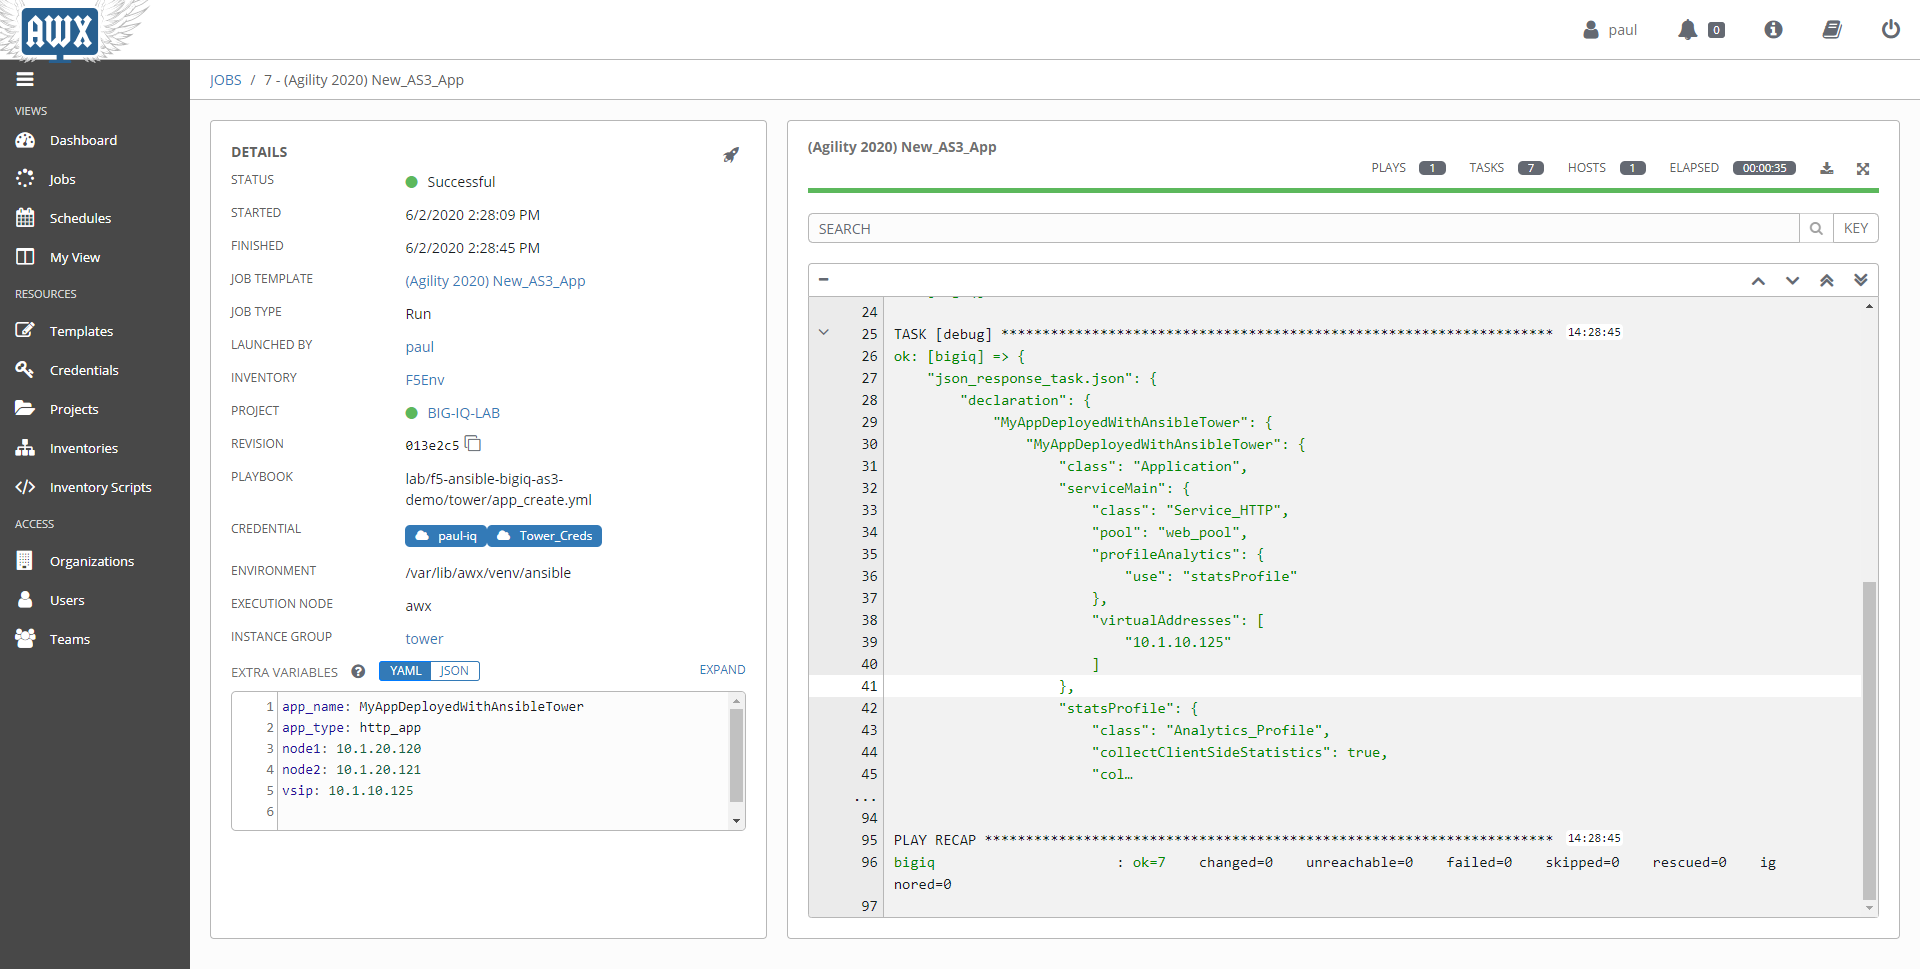 AWX
paul
0
JOBS / 7 - (Agility 2020) New_AS3_App
VIEWS
Dashboard
Jobs
Schedules
My View
RESOURCES
Templates
Credentials
Projects
Inventories
Inventory Scripts
ACCESS
Organizations
Users
Teams
DETAILS
STATUS Successful
STARTED 6/2/2020 2:28:09 PM
FINISHED 6/2/2020 2:28:45 PM
JOB TEMPLATE (Agility 2020) New_AS3_App
JOB TYPE Run
LAUNCHED BY paul
INVENTORY F5Env
PROJECT BIG-IQ-LAB
REVISION 013e2c5
PLAYBOOK lab/f5-ansible-bigiq-as3-
demo/tower/app_create.yml
CREDENTIAL paul-iq Tower_Creds
ENVIRONMENT /var/lib/awx/venv/ansible
EXECUTION NODE awx
INSTANCE GROUP tower
EXTRA VARIABLES ? YAML JSON EXPAND
1 app_name: MyAppDeployedWithAnsibleTower
2 app_type: http_app
3 node1: 10.1.20.120
4 node2: 10.1.20.121
5 vsip: 10.1.10.125
6
(Agility 2020) New_AS3_App
PLAYS 1 TASKS 7 HOSTS 1 ELAPSED 00:00:35
SEARCH KEY
24
25 TASK [debug] ******************************************************************* 14:28:45
26 ok: [bigiq] => {
27 "json_response_task.json": {
28 "declaration": {
29 "MyAppDeployedWithAnsibleTower": {
30 "MyAppDeployedWithAnsibleTower": {
31 "class": "Application",
32 "serviceMain": {
33 "class": "Service_HTTP",
34 "pool": "web_pool",
35 "profileAnalytics": {
36 "use": "statsProfile"
37 },
38 "virtualAddresses": [
39 "10.1.10.125"
40 ]
41 },
42 "statsProfile": {
43 "class": "Analytics_Profile",
44 "collectClientSideStatistics": true,
45 "col…
...
94
95 PLAY RECAP ********************************************************************* 14:28:45
96 bigiq : ok=7 changed=0 unreachable=0 failed=0 skipped=0 rescued=0 ig
nored=0
97